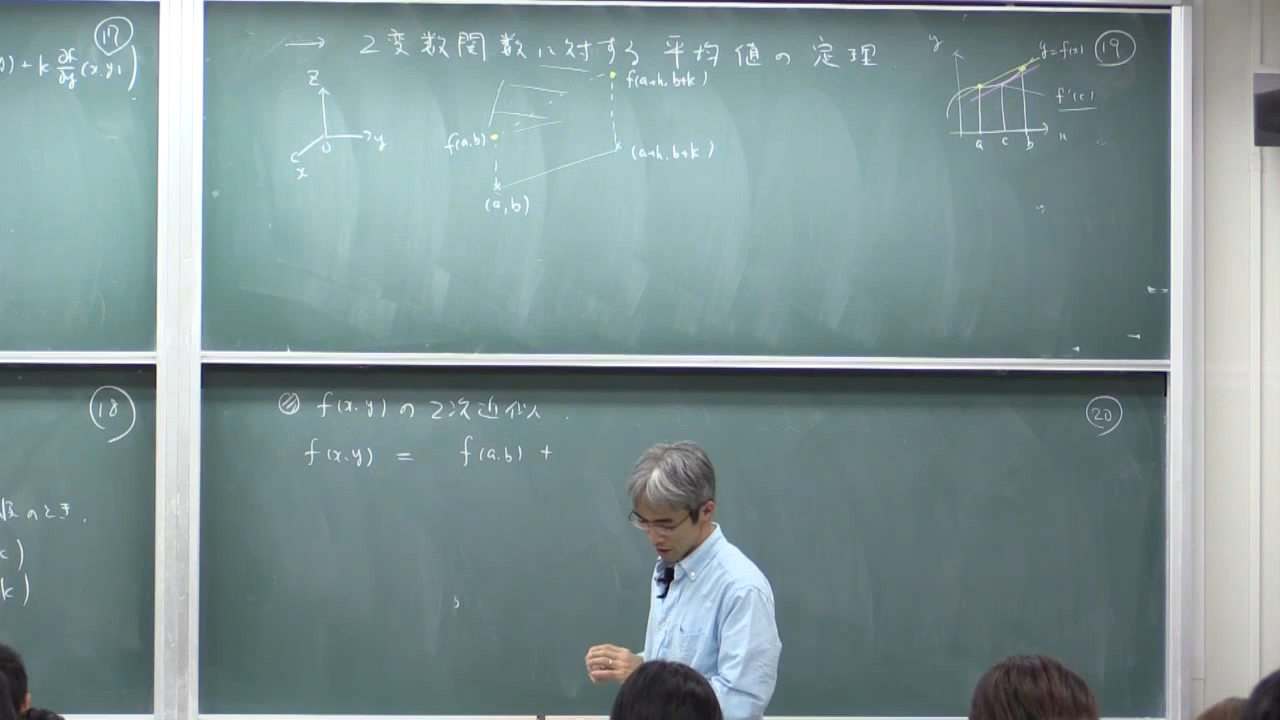 ⑰
) + k ∂f/∂y (x,y) )
→ 2変数関数に対する平均値の定理
⑲
z
y
x
0
f(a,b)
(a,b)
f(a+h, b+k)
(a+h, b+k)
y
y=f(x)
f'(c)
a c b
x
⑱
のとき.
k)
⑳
f(x,y)の2次近似.
f(x,y) = f(a,b) +